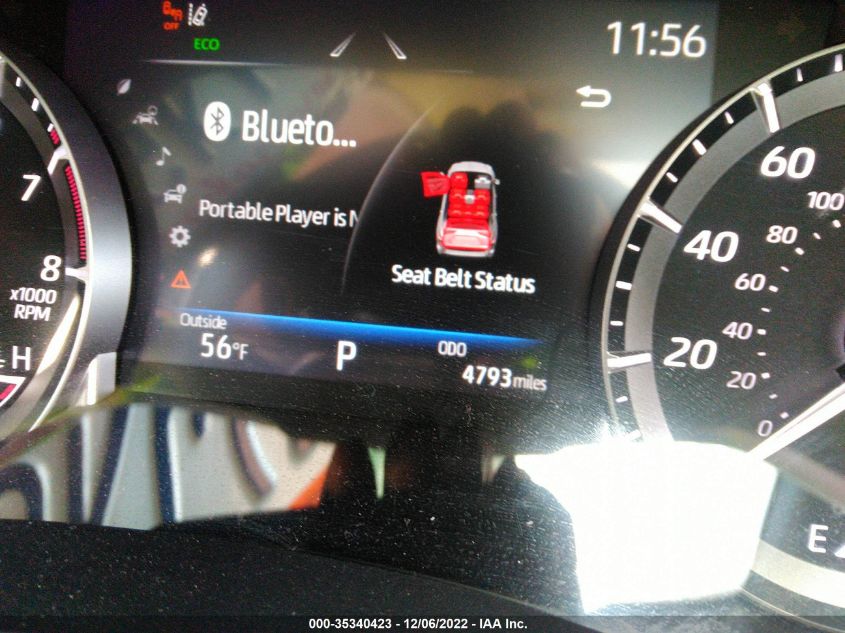 OFF
ECO
11:56
Blueto...
Portable Player is
Seat Belt Status
Outside
56°F
P
ODO
4793 miles
7
8
x1000
RPM
H
60
40
20
100
80
60
40
20
0
E
000-35340423 - 12/06/2022 - IAA Inc.